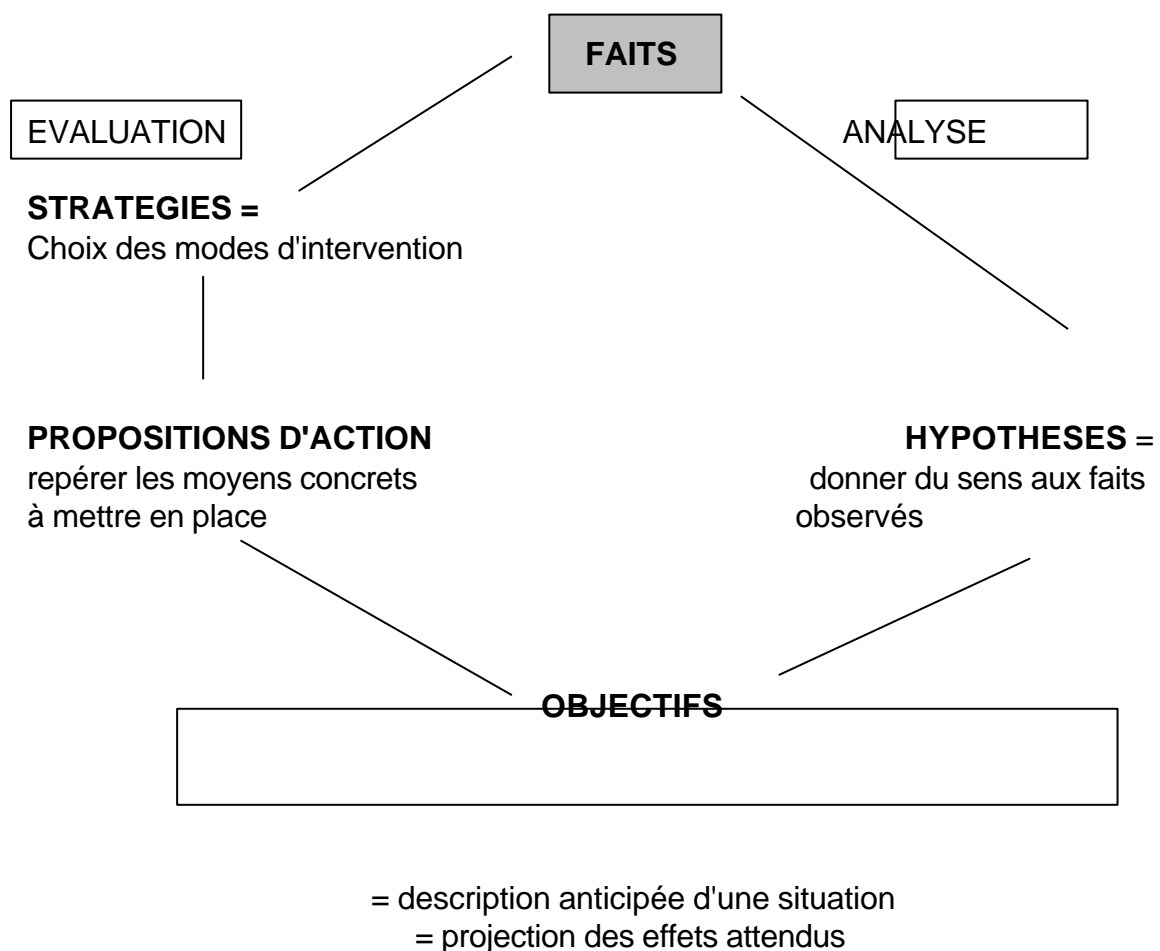 FAITS
EVALUATION
ANALYSE
STRATEGIES =
Choix des modes d'intervention
PROPOSITIONS D'ACTION
repérer les moyens concrets
à mettre en place
HYPOTHESES =
donner du sens aux faits
observés
OBJECTIFS
= description anticipée d'une situation
= projection des effets attendus